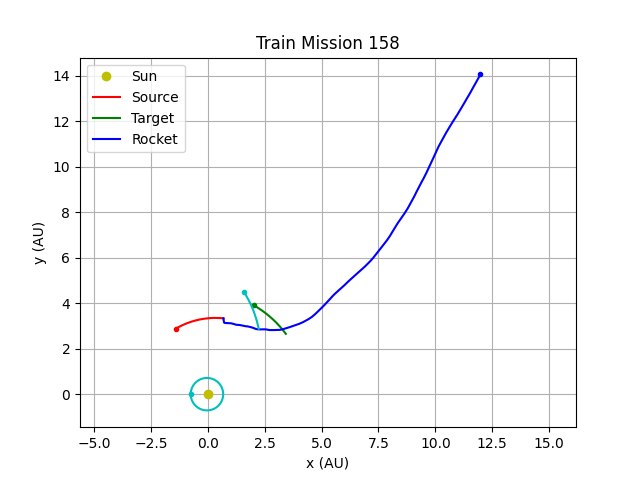 Train Mission 158
Sun
Source
Target
Rocket
14
12
10
8
6
4
2
0
y (AU)
−5.0 −2.5 0.0 2.5 5.0 7.5 10.0 12.5 15.0
x (AU)